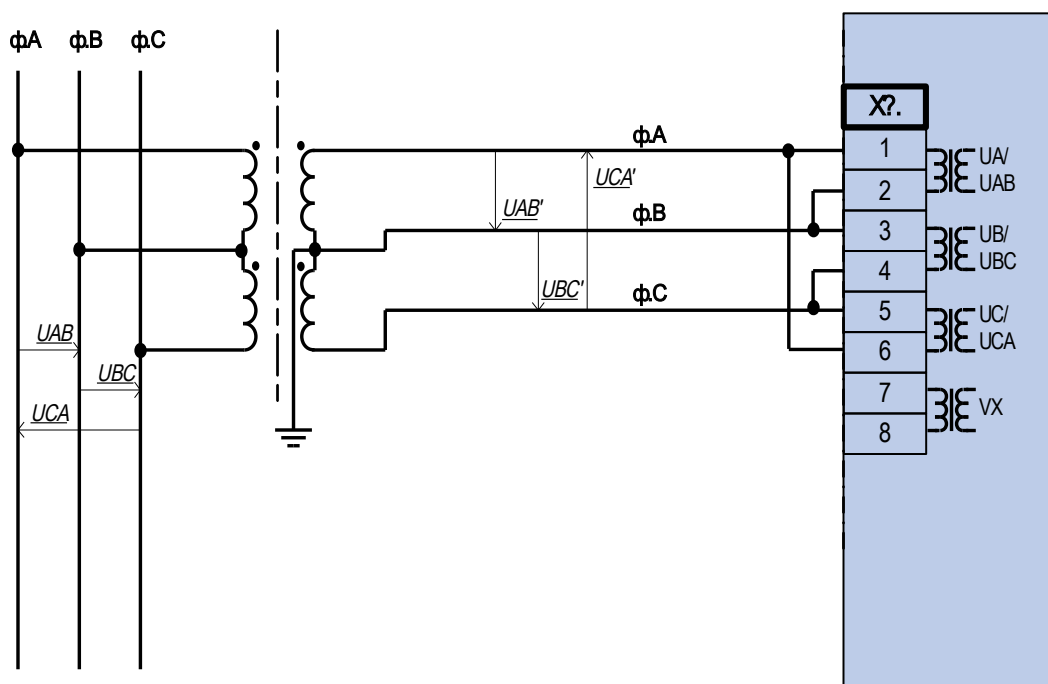 ф.А ф.В ф.С
X?.
ф.А
1
UA/
UAB
2
UCA'
UAB'
ф.В
3
UB/
UBC
4
UBC'
ф.С
5
UC/
UCA
6
UAB
UBC
UCA
7
VX
8